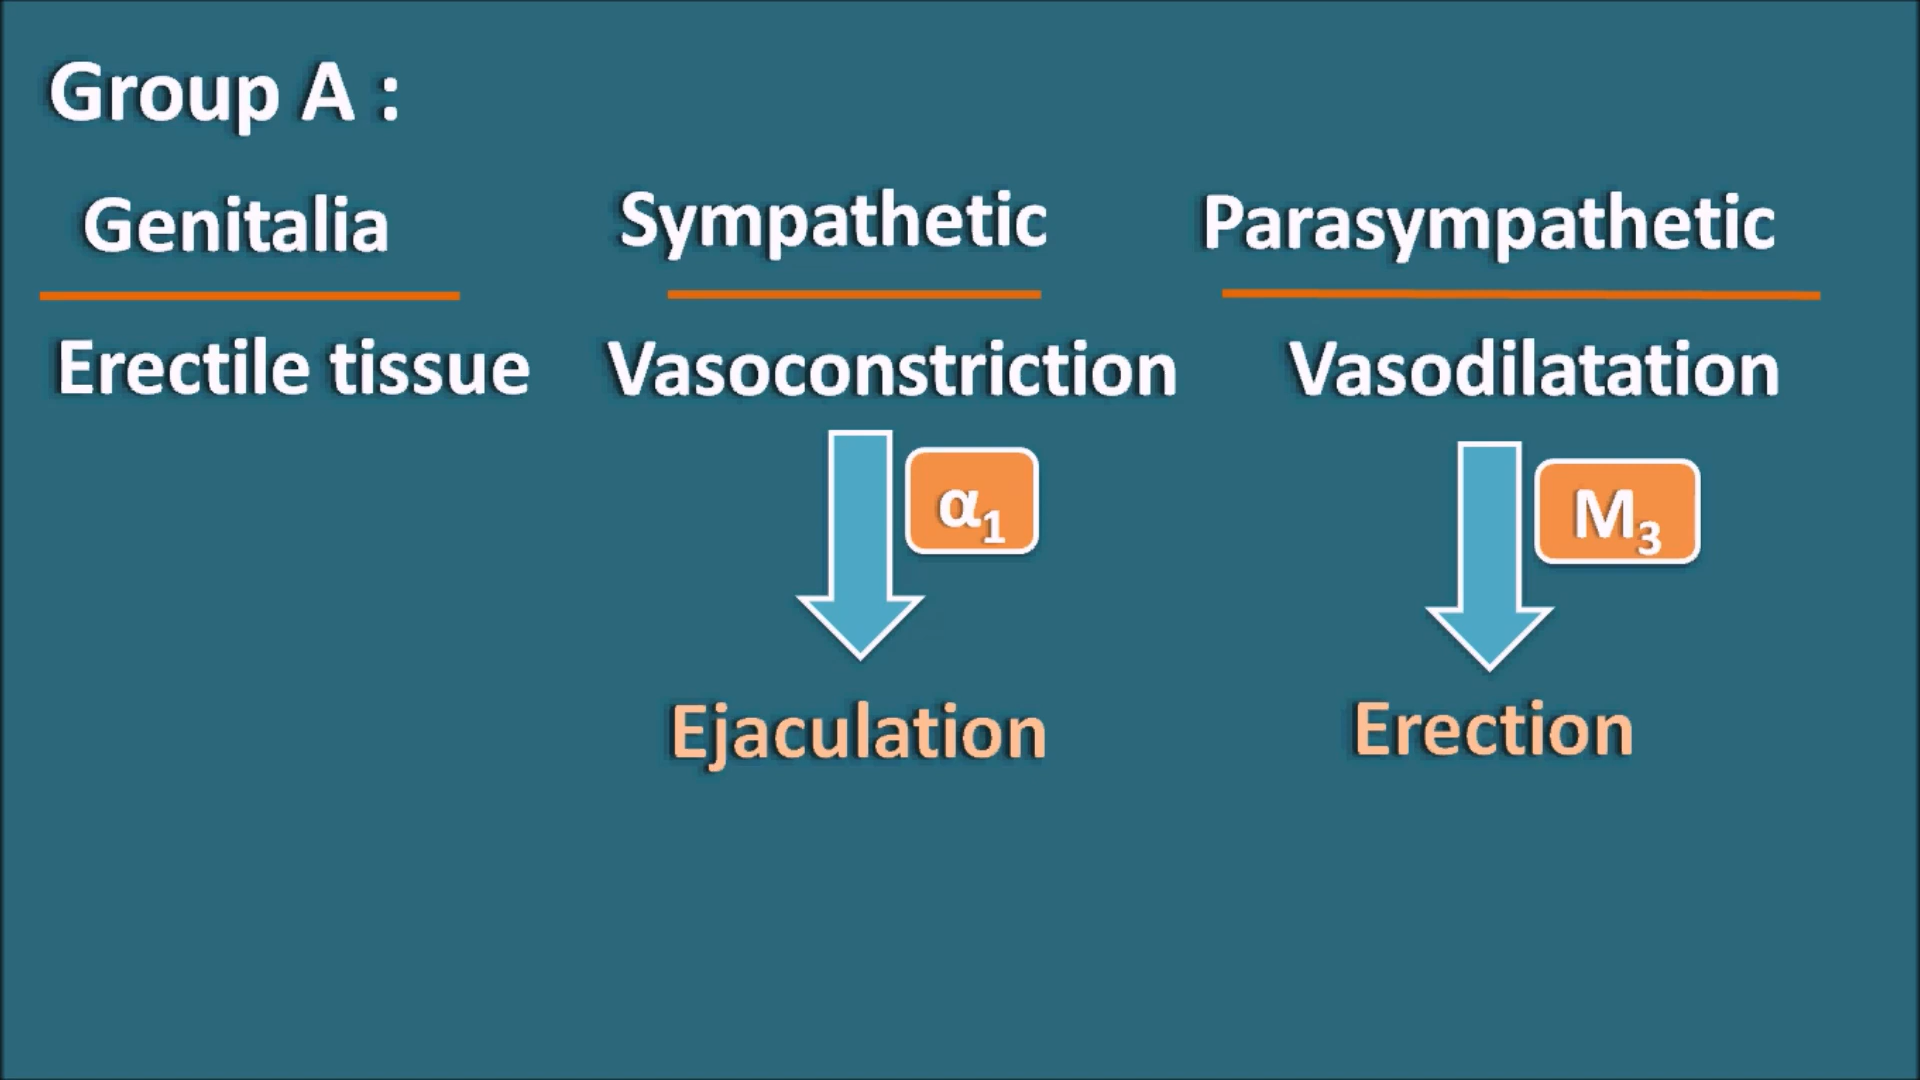 Group A :
Genitalia Sympathetic Parasympathetic
Erectile tissue Vasoconstriction Vasodilatation
α₁ M₃
Ejaculation Erection